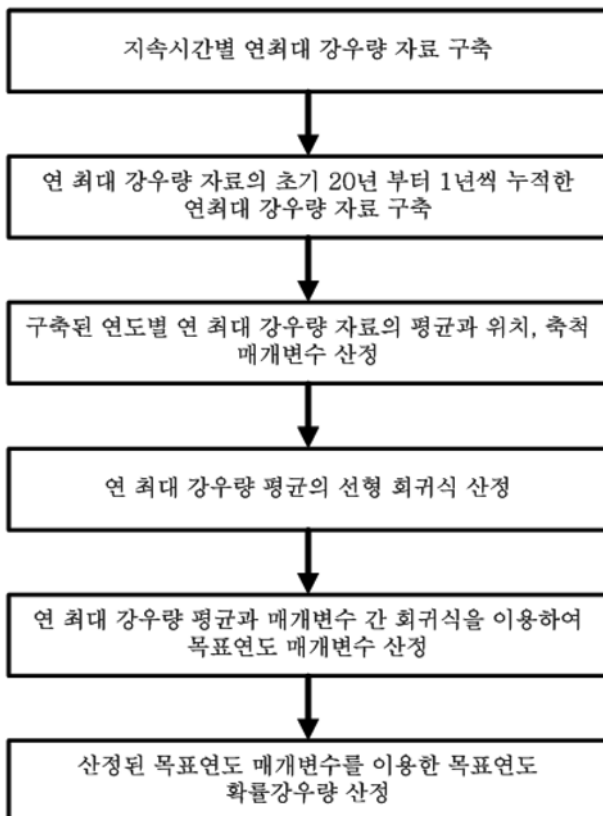 지속시간별 연최대 강우량 자료 구축
연 최대 강우량 자료의 초기 20년 부터 1년씩 누적한
연최대 강우량 자료 구축
구축된 연도별 연 최대 강우량 자료의 평균과 위치, 축척
매개변수 산정
연 최대 강우량 평균의 선형 회귀식 산정
연 최대 강우량 평균과 매개변수 간 회귀식을 이용하여
목표연도 매개변수 산정
산정된 목표연도 매개변수를 이용한 목표연도
확률강우량 산정